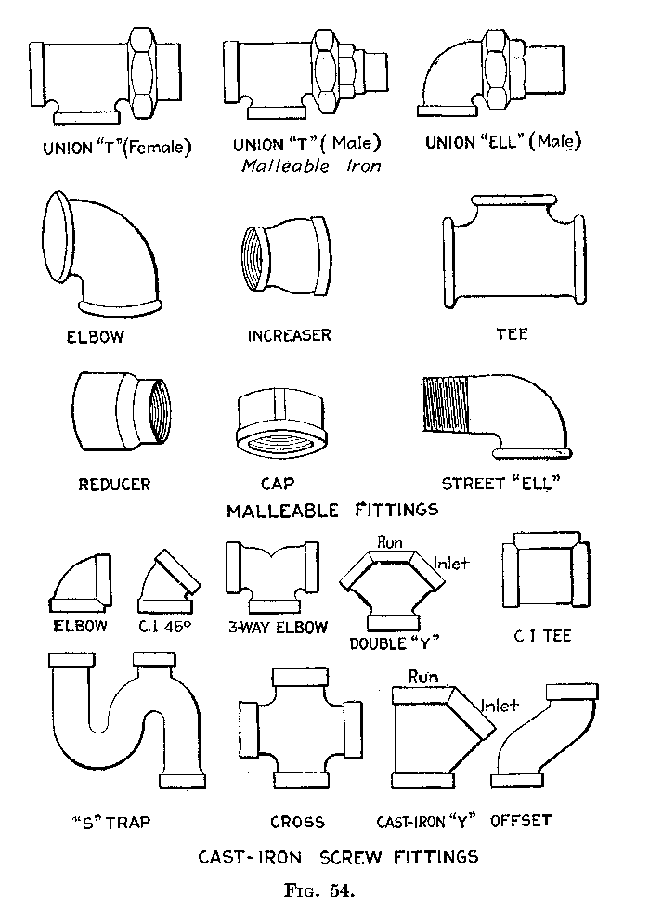 UNION "T" (Female)
UNION "T" (Male)
Malleable Iron
UNION "ELL" (Male)
ELBOW
INCREASER
TEE
REDUCER
CAP
STREET "ELL"
MALLEABLE FITTINGS
ELBOW
C.I. 45°
3-WAY ELBOW
Run
Inlet
DOUBLE "Y"
C I TEE
"S" TRAP
CROSS
Run
Inlet
CAST-IRON "Y"
OFFSET
CAST-IRON SCREW FITTINGS
FIG. 54.